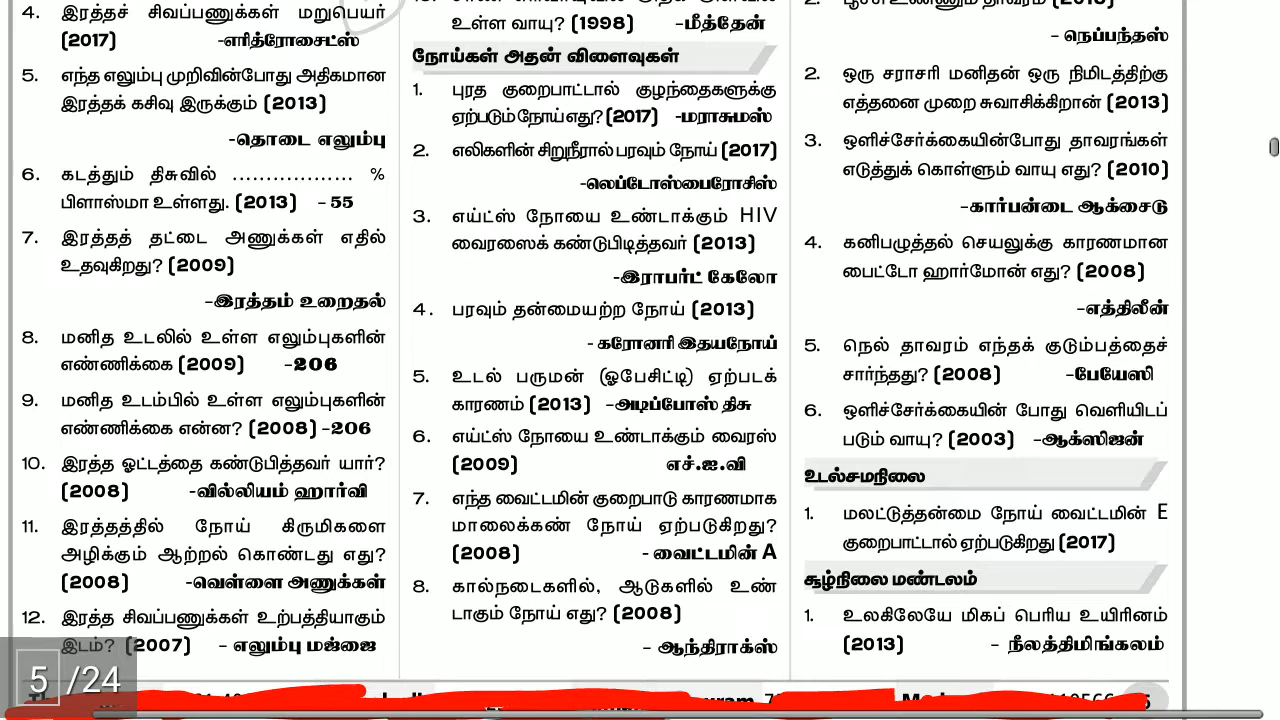 4. இரத்தச் சிவப்பணுக்கள் மறுபெயர்
(2017) -எரித்ரோசைட்ஸ்
5. எந்த எலும்பு முறிவின்போது அதிகமான
இரத்தக் கசிவு இருக்கும் (2013)
-தொடை எலும்பு
6. கடத்தும் திசுவில் .................. %
பிளாஸ்மா உள்ளது. (2013) - 55
7. இரத்தத் தட்டை அணுக்கள் எதில்
உதவுகிறது? (2009)
-இரத்தம் உறைதல்
8. மனித உடலில் உள்ள எலும்புகளின்
எண்ணிக்கை (2009) -206
9. மனித உடம்பில் உள்ள எலும்புகளின்
எண்ணிக்கை என்ன? (2008) -206
10. இரத்த ஓட்டத்தை கண்டுபித்தவர் யார்?
(2008) -வில்லியம் ஹார்வி
11. இரத்தத்தில் நோய் கிருமிகளை
அழிக்கும் ஆற்றல் கொண்டது எது?
(2008) -வெள்ளை அணுக்கள்
12. இரத்த சிவப்பணுக்கள் உற்பத்தியாகும்
இடம்? (2007) - எலும்பு மஜ்ஜை
உள்ள வாயு? (1998) -மீத்தேன்
நோய்கள் அதன் விளைவுகள்
1. புரத குறைபாட்டால் குழந்தைகளுக்கு
ஏற்படும் நோய் எது? (2017) -மராசுமஸ்
2. எலிகளின் சிறுநீரால் பரவும் நோய் (2017)
-லெப்டோஸ்பைரோசிஸ்
3. எய்ட்ஸ் நோயை உண்டாக்கும் HIV
வைரஸைக் கண்டுபிடித்தவர் (2013)
-இராபர்ட் கேலோ
4. பரவும் தன்மையற்ற நோய் (2013)
- கரோனரி இதயநோய்
5. உடல் பருமன் (ஓபேசிட்டி) ஏற்படக்
காரணம் (2013) -அடிப்போஸ் திசு
6. எய்ட்ஸ் நோயை உண்டாக்கும் வைரஸ்
(2009) எச்.ஐ.வி
7. எந்த வைட்டமின் குறைபாடு காரணமாக
மாலைக்கண் நோய் ஏற்படுகிறது?
(2008) - வைட்டமின் A
8. கால்நடைகளில், ஆடுகளில் உண்
டாகும் நோய் எது? (2008)
- ஆந்திராக்ஸ்
- நெப்பந்தஸ்
2. ஒரு சராசரி மனிதன் ஒரு நிமிடத்திற்கு
எத்தனை முறை சுவாசிக்கிறான் (2013)
3. ஒளிச்சேர்க்கையின்போது தாவரங்கள்
எடுத்துக் கொள்ளும் வாயு எது? (2010)
-கார்பன்டை ஆக்சைடு
4. கனிபழுத்தல் செயலுக்கு காரணமான
பைட்டோ ஹார்மோன் எது? (2008)
-எத்திலீன்
5. நெல் தாவரம் எந்தக் குடும்பத்தைச்
சார்ந்தது? (2008) -பேயேஸி
6. ஒளிச்சேர்க்கையின் போது வெளியிடப்
படும் வாயு? (2003) -ஆக்ஸிஜன்
உடல்சமநிலை
1. மலட்டுத்தன்மை நோய் வைட்டமின் E
குறைபாட்டால் ஏற்படுகிறது (2017)
சூழ்நிலை மண்டலம்
1. உலகிலேயே மிகப் பெரிய உயிரினம்
(2013) - நீலத்திமிங்கலம்
5 /24